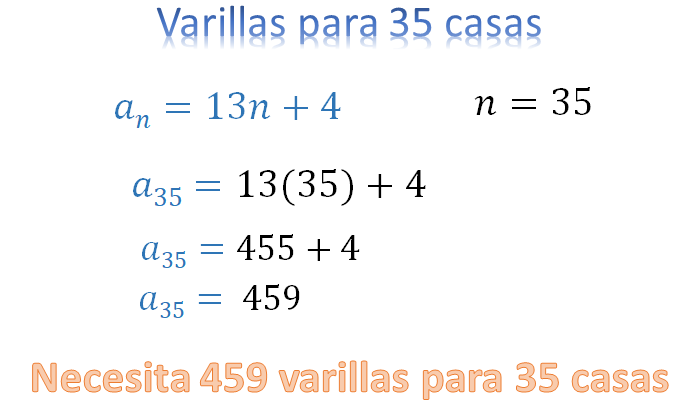 Varillas para 35 casas
aₙ = 13n + 4 n = 35
a₃₅ = 13(35) + 4
a₃₅ = 455 + 4
a₃₅ = 459
Necesita 459 varillas para 35 casas